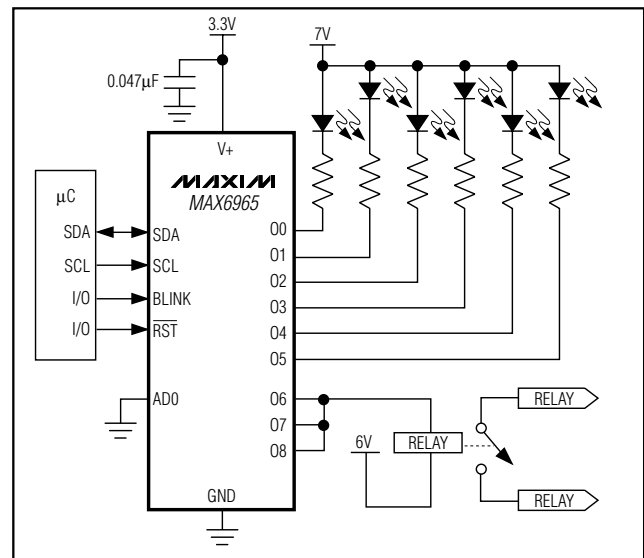 3.3V
7V
0.047μF
V+
MAXIM
MAX6965
μC
SDA
SDA
SCL
SCL
I/O
BLINK
I/O
RST
AD0
GND
O0
O1
O2
O3
O4
O5
O6
O7
O8
6V
RELAY
RELAY
RELAY